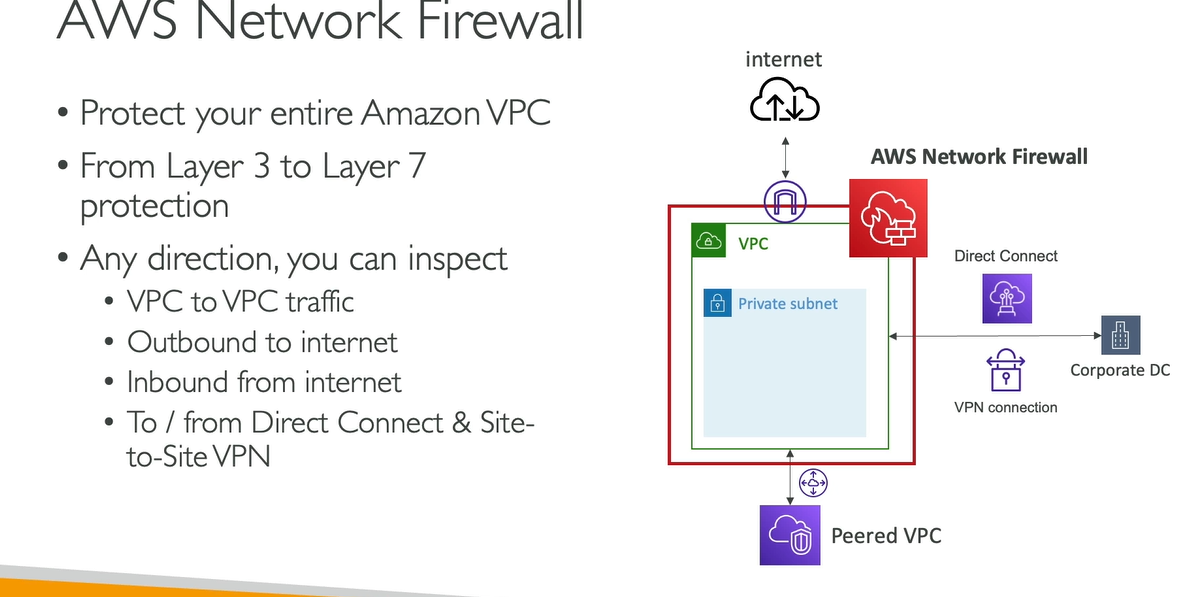 AWS Network Firewall
• Protect your entire Amazon VPC
• From Layer 3 to Layer 7
protection
• Any direction, you can inspect
• VPC to VPC traffic
• Outbound to internet
• Inbound from internet
• To / from Direct Connect & Site-
to-Site VPN
internet
AWS Network Firewall
VPC
Private subnet
Direct Connect
Corporate DC
VPN connection
Peered VPC